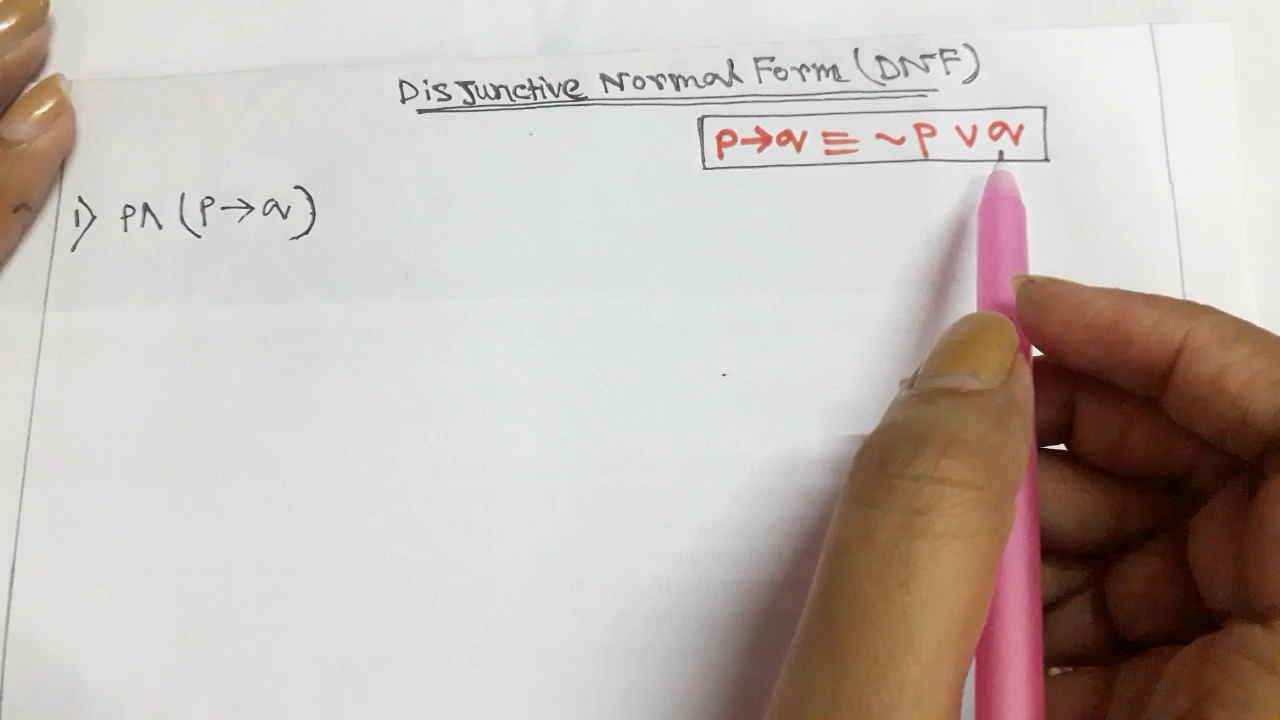 Disjunctive Normal Form (DNF)
p→q ≡ ~p ∨ q
1) p∧(p→q)